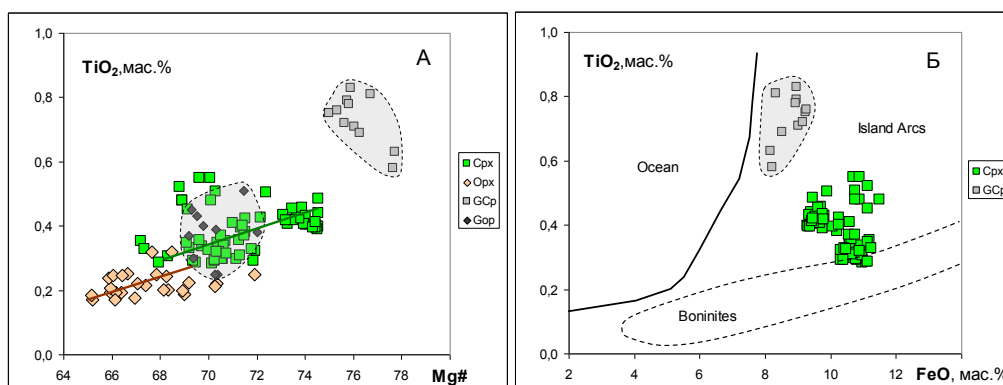 TiO2,мас.%
А
1,0
0,8
0,6
0,4
0,2
0,0
64 66 68 70 72 74 76 78
Mg#
Cpx
Opx
GCp
Gop
TiO2,мас.%
Б
1,0
0,8
0,6
0,4
0,2
0,0
Ocean
Island Arcs
Boninites
2 4 6 8 10 12
FeO, мас.%
Cpx
GCp